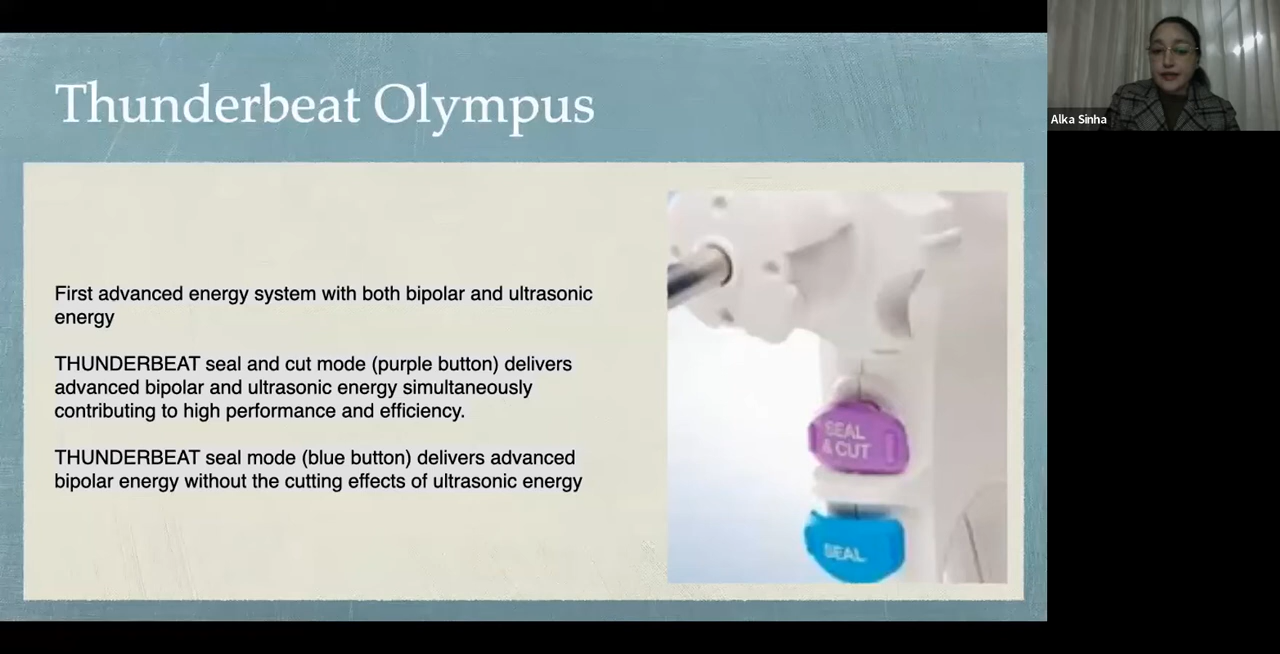 Thunderbeat Olympus
Alka Sinha
First advanced energy system with both bipolar and ultrasonic
energy
THUNDERBEAT seal and cut mode (purple button) delivers
advanced bipolar and ultrasonic energy simultaneously
contributing to high performance and efficiency.
THUNDERBEAT seal mode (blue button) delivers advanced
bipolar energy without the cutting effects of ultrasonic energy
SEAL
& CUT
SEAL